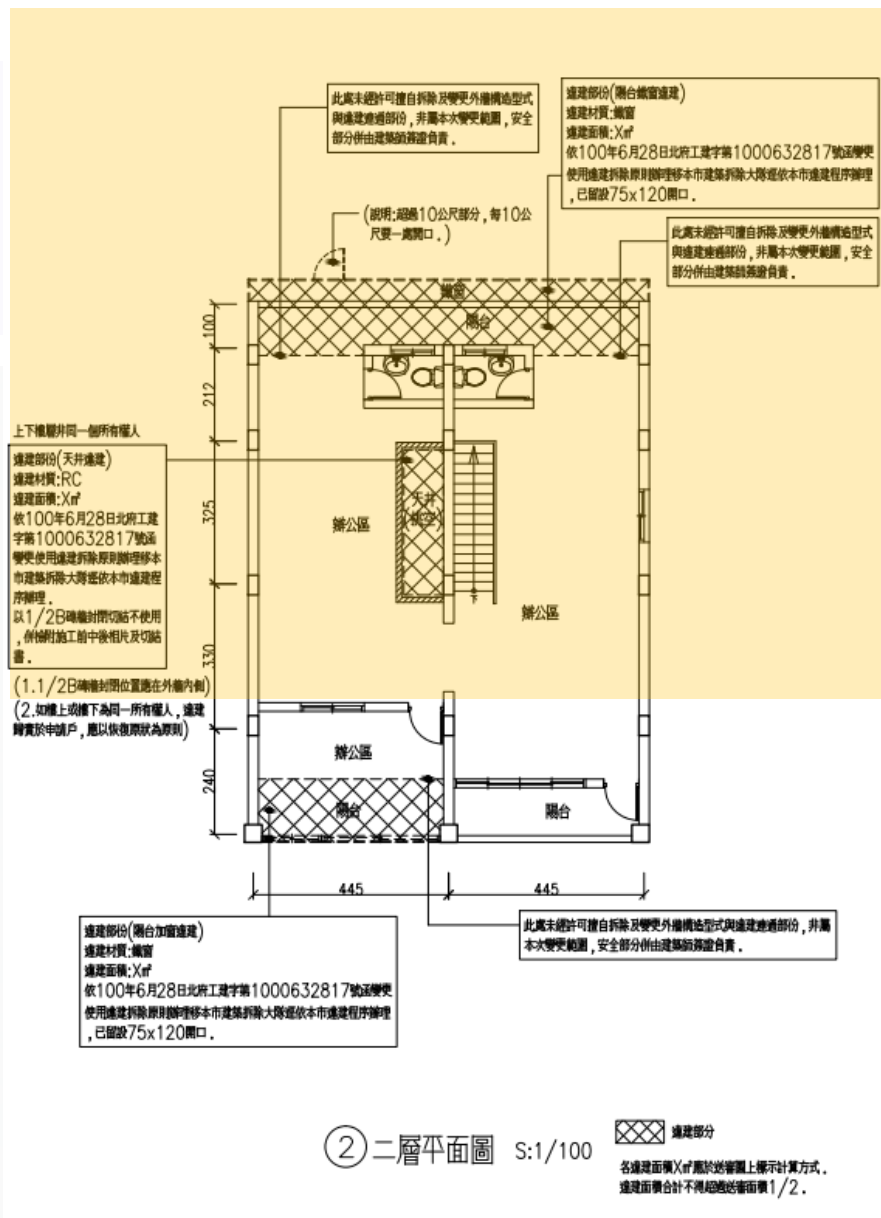 此處未經許可擅自拆除及變更外牆構造型式
與違建連通部份,非屬本次變更範圍,安全
部分併由建築師簽證負責.
違建部份(陽台鐵窗違建)
違建材質:鐵窗
違建面積:X㎡
依100年6月28日北府工建字第1000632817號函變更
使用違建拆除原則辦理移本市建築拆除大隊逕依本市違建程序辦理
,已留設75x120開口.
(說明:超過10公尺部分,每10公
尺要一處開口.)
此處未經許可擅自拆除及變更外牆構造型式
與違建連通部份,非屬本次變更範圍,安全
部分併由建築師簽證負責.
鐵窗
陽台
100
212
325
330
240
上下樓層非同一個所有權人
違建部份(天井違建)
違建材質:RC
違建面積:X㎡
依100年6月28日北府工建
字第1000632817號函
變更使用違建拆除原則辦理移本
市建築拆除大隊逕依本市違建程
序辦理.
以1/2B磚牆封閉切結不使用
,併檢附施工前中後相片及切結
書.
(1.1/2B磚牆封閉位置應在外牆內側)
(2.如樓上或樓下為同一所有權人,違建
歸責於申請戶,應以恢復原狀為原則)
天井
(挑空)
辦公區
下
辦公區
辦公區
陽台
陽台
445
445
違建部份(陽台加窗違建)
違建材質:鐵窗
違建面積:X㎡
依100年6月28日北府工建字第1000632817號函變更
使用違建拆除原則辦理移本市建築拆除大隊逕依本市違建程序辦理
,已留設75x120開口.
此處未經許可擅自拆除及變更外牆構造型式與違建連通部份,非屬
本次變更範圍,安全部分併由建築師簽證負責.
2 二層平面圖 S:1/100
違建部分
各違建面積X㎡應於送審圖上標示計算方式.
違建面積合計不得超過送審面積1/2.